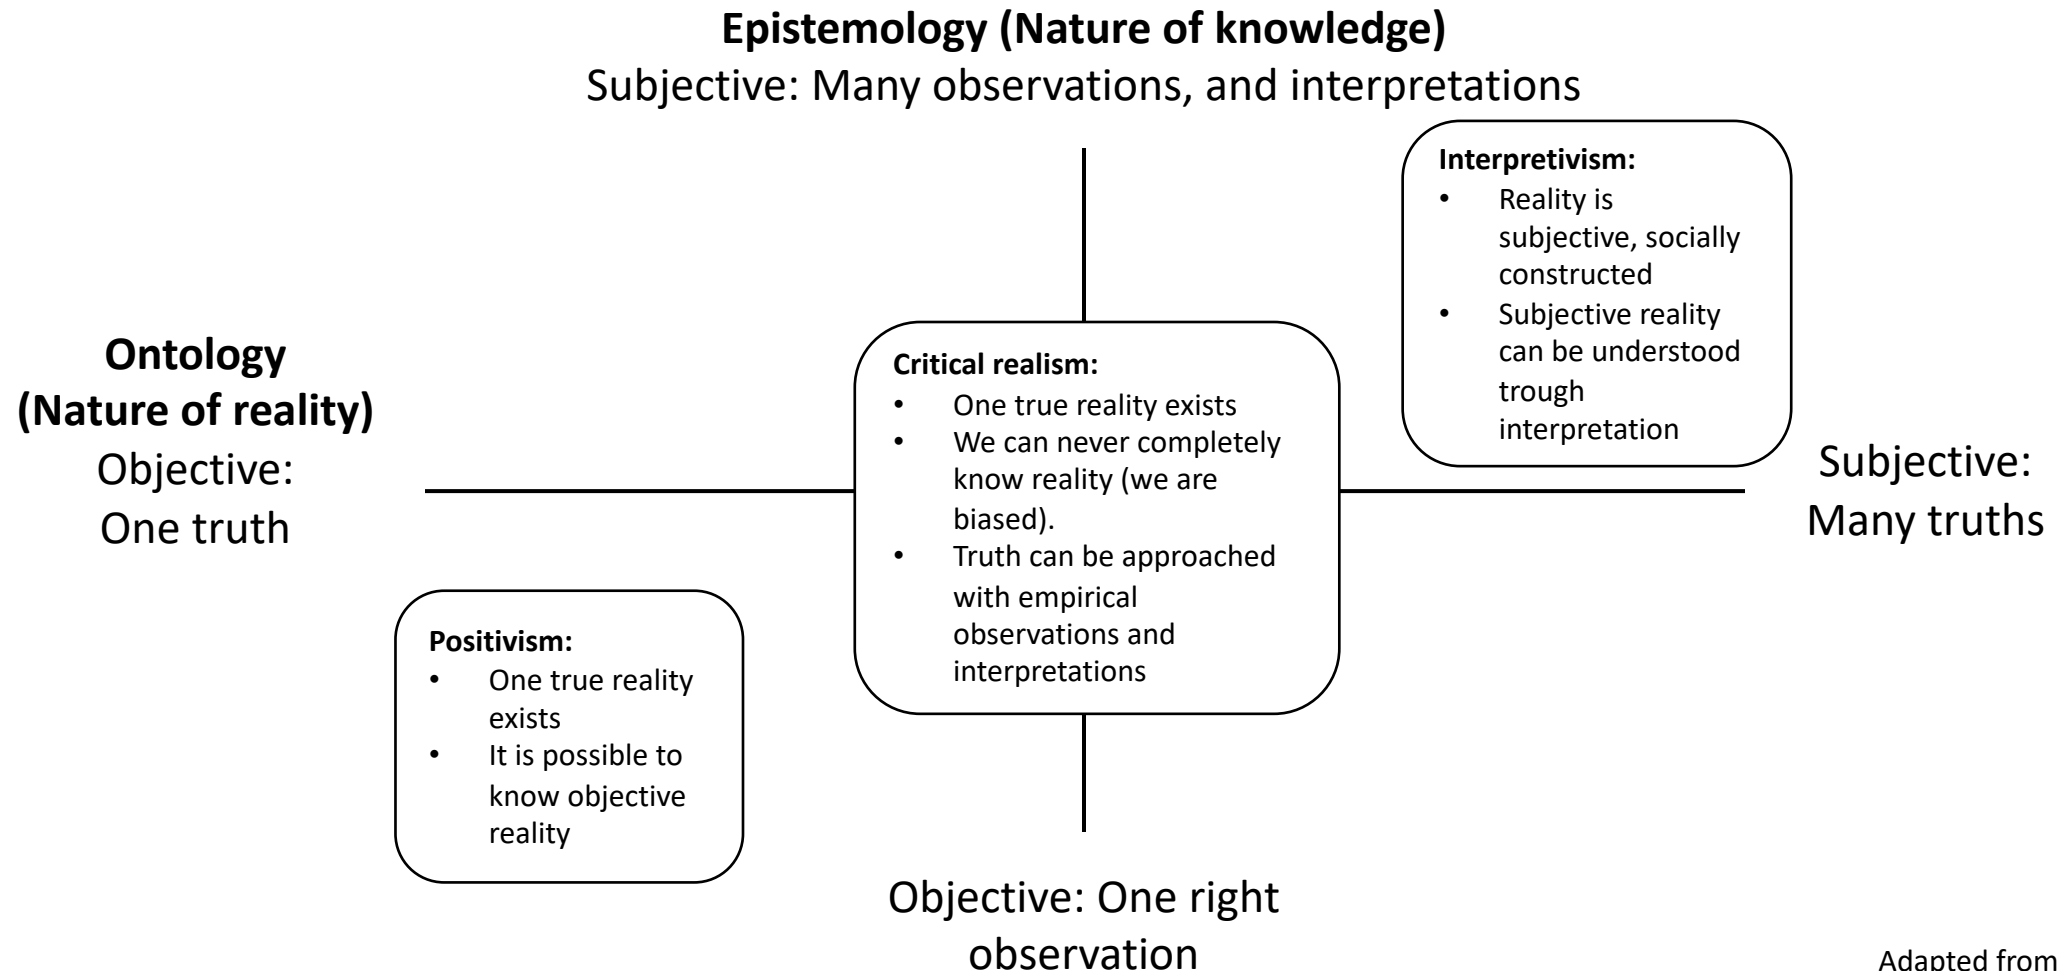 Epistemology (Nature of knowledge)
Subjective: Many observations, and interpretations
Interpretivism:
• Reality is
subjective, socially
constructed
• Subjective reality
can be understood
trough
interpretation
Ontology
(Nature of reality)
Objective:
One truth
Critical realism:
• One true reality exists
• We can never completely
know reality (we are
biased).
• Truth can be approached
with empirical
observations and
interpretations
Subjective:
Many truths
Positivism:
• One true reality
exists
• It is possible to
know objective
reality
Objective: One right
observation
Adapted from